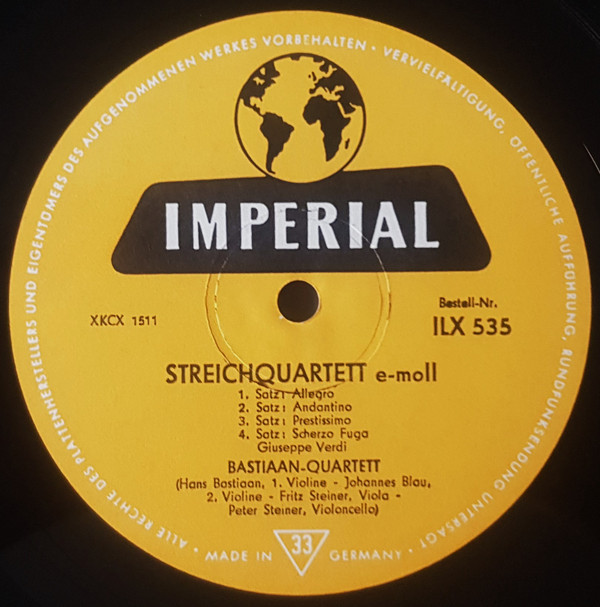 ALLE RECHTE DES PLATTENHERSTELLERS UND EIGENTÜMERS DES AUFGENOMMENEN WERKES VORBEHALTEN · VERVIELFÄLTIGUNG, ÖFFENTLICHE AUFFÜHRUNG, RUNDFUNKSENDUNG UNTERSAGT ·
IMPERIAL
XKCX 1511
Bestell-Nr.
ILX 535
STREICHQUARTETT e-moll
1. Satz: Allegro
2. Satz: Andantino
3. Satz: Prestissimo
4. Satz: Scherzo Fuga
Giuseppe Verdi
BASTIAAN-QUARTETT
(Hans Bastiaan, 1. Violine - Johannes Blau,
2. Violine - Fritz Steiner, Viola -
Peter Steiner, Violoncello)
33
MADE IN GERMANY